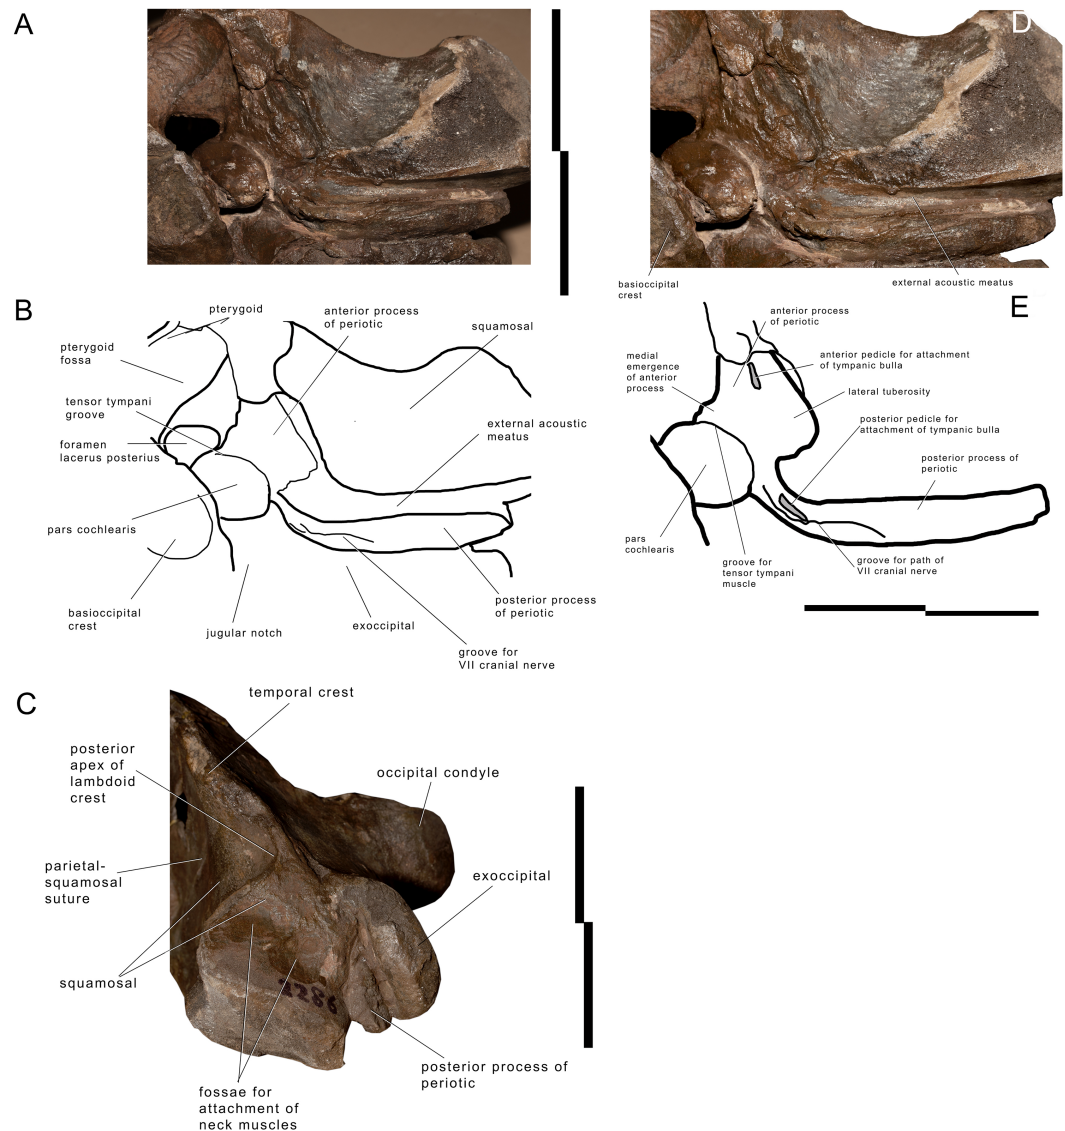 A
D
basioccipital
crest
external acoustic meatus
B
pterygoid
anterior process
of periotic
squamosal
pterygoid
fossa
tensor tympani
groove
foramen
lacerus posterius
external acoustic
meatus
pars cochlearis
basioccipital
crest
jugular notch
exoccipital
posterior process
of periotic
groove for
VII cranial nerve
E
anterior process
of periotic
medial
emergence
of anterior
process
anterior pedicle for attachment
of tympanic bulla
lateral tuberosity
posterior pedicle for
attachment of tympanic bulla
posterior process of
periotic
pars
cochlearis
groove for
tensor tympani
muscle
groove for path of
VII cranial nerve
C
temporal crest
posterior
apex of
lambdoid
crest
occipital condyle
parietal-
squamosal
suture
exoccipital
squamosal
2286
posterior process of
periotic
fossae for
attachment of
neck muscles